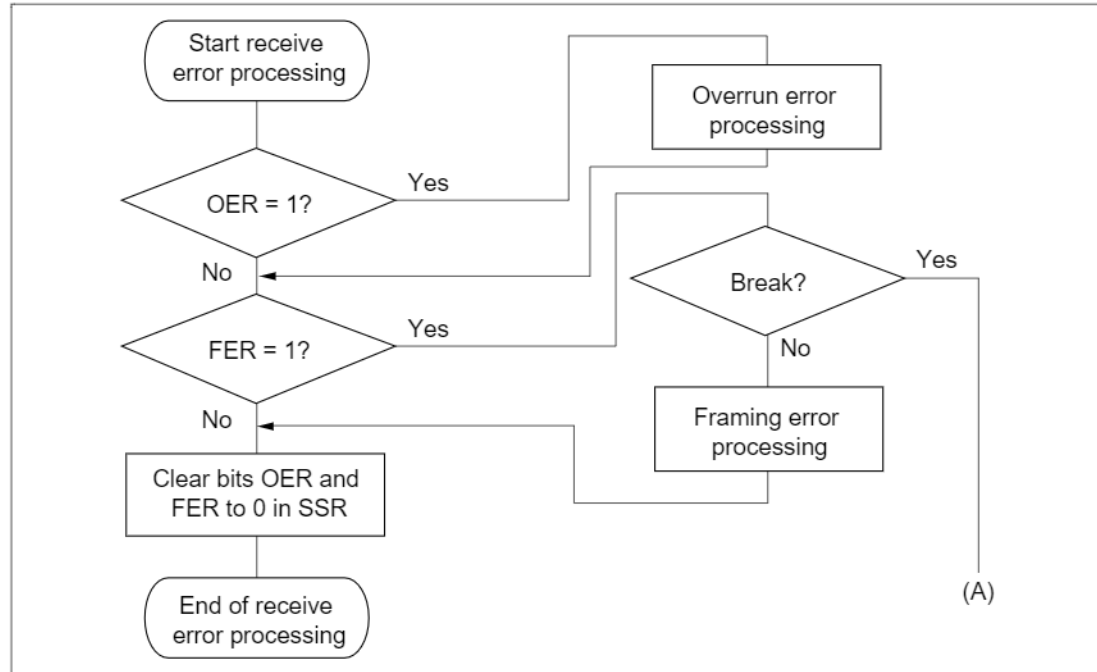 Start receive
error processing
OER = 1?
Yes
No
Overrun error
processing
FER = 1?
Yes
No
Break?
Yes
No
Framing error
processing
Clear bits OER and
FER to 0 in SSR
End of receive
error processing
(A)